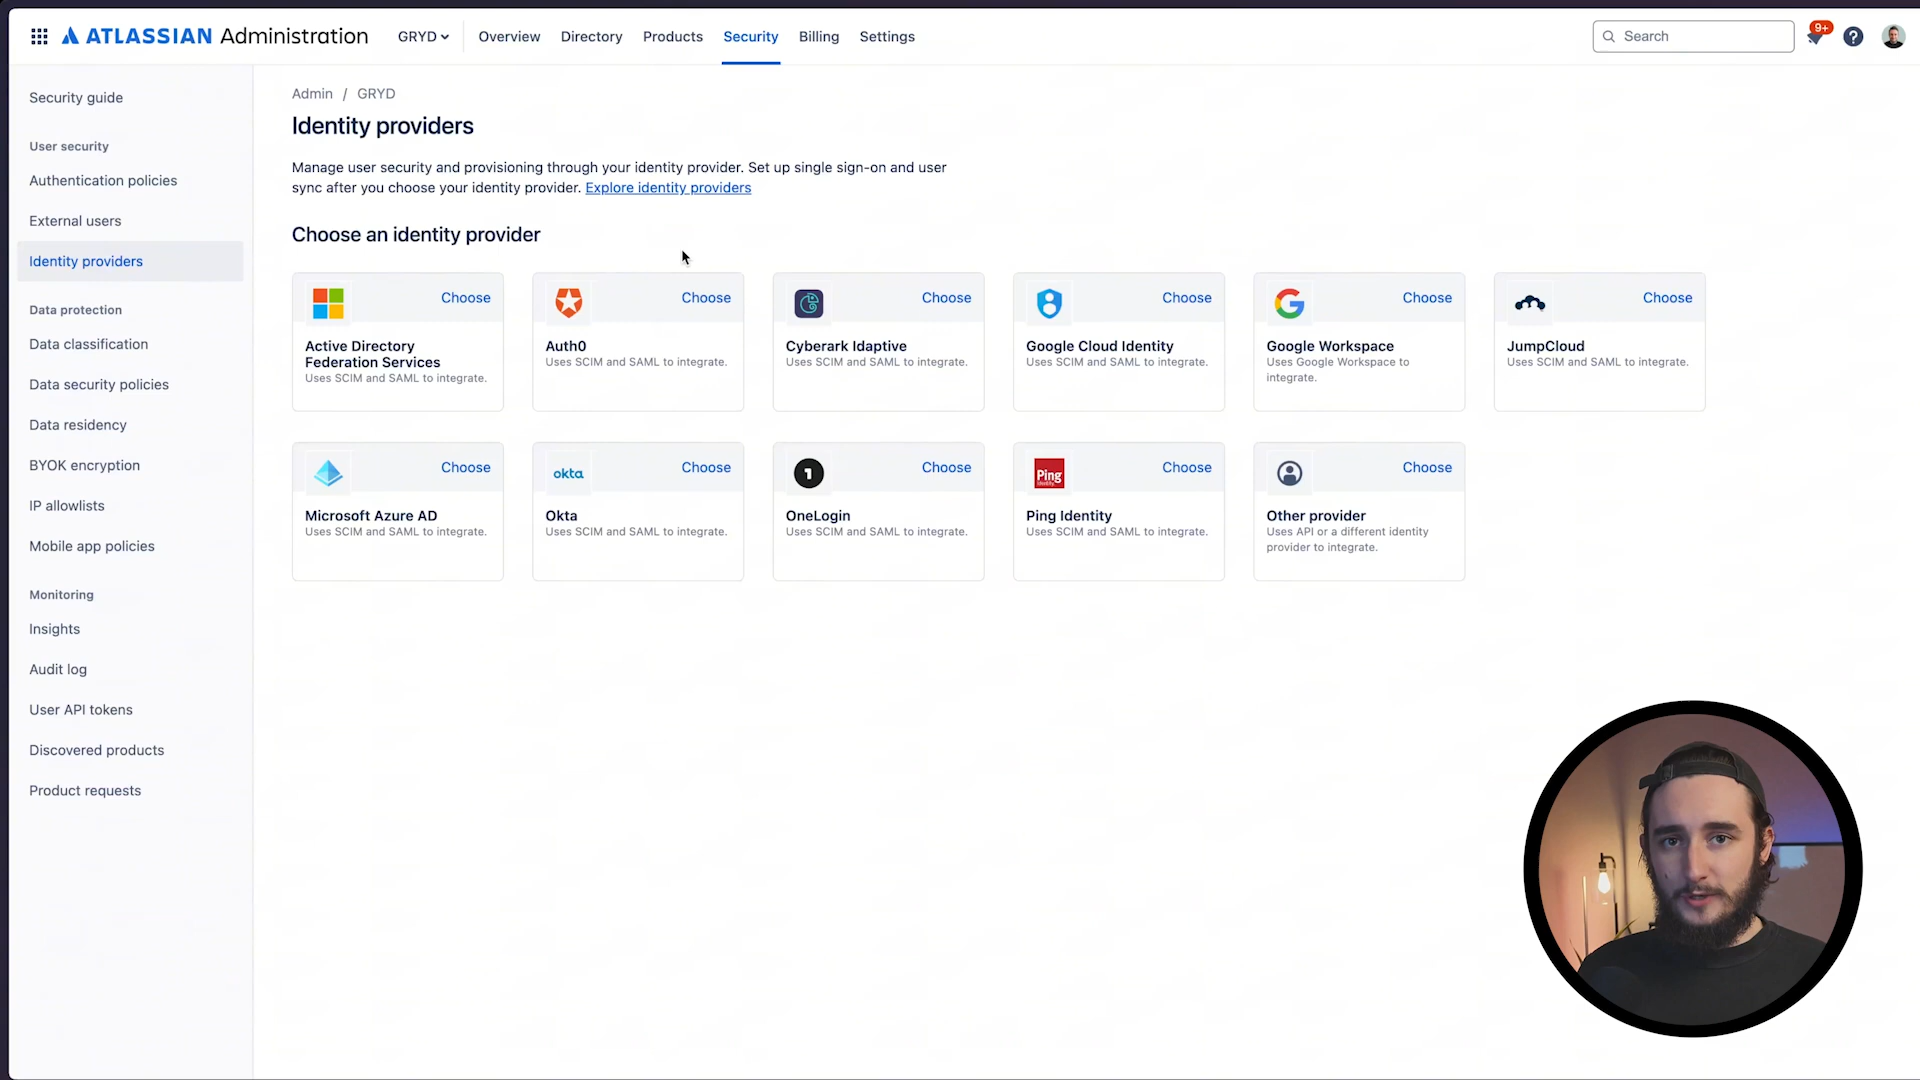 ATLASSIAN Administration GRYD Overview Directory Products Security Billing Settings Search 9+
Security guide
User security
Authentication policies
External users
Identity providers
Data protection
Data classification
Data security policies
Data residency
BYOK encryption
IP allowlists
Mobile app policies
Monitoring
Insights
Audit log
User API tokens
Discovered products
Product requests
Admin / GRYD
Identity providers
Manage user security and provisioning through your identity provider. Set up single sign-on and user
sync after you choose your identity provider. Explore identity providers
Choose an identity provider
Choose
Active Directory
Federation Services
Uses SCIM and SAML to integrate.
Choose
Auth0
Uses SCIM and SAML to integrate.
Choose
Cyberark Idaptive
Uses SCIM and SAML to integrate.
Choose
Google Cloud Identity
Uses SCIM and SAML to integrate.
Choose
Google Workspace
Uses Google Workspace to
integrate.
Choose
JumpCloud
Uses SCIM and SAML to integrate.
Choose
Microsoft Azure AD
Uses SCIM and SAML to integrate.
okta Choose
Okta
Uses SCIM and SAML to integrate.
1 Choose
OneLogin
Uses SCIM and SAML to integrate.
Ping Choose
Identity
Ping Identity
Uses SCIM and SAML to integrate.
Choose
Other provider
Uses API or a different identity
provider to integrate.